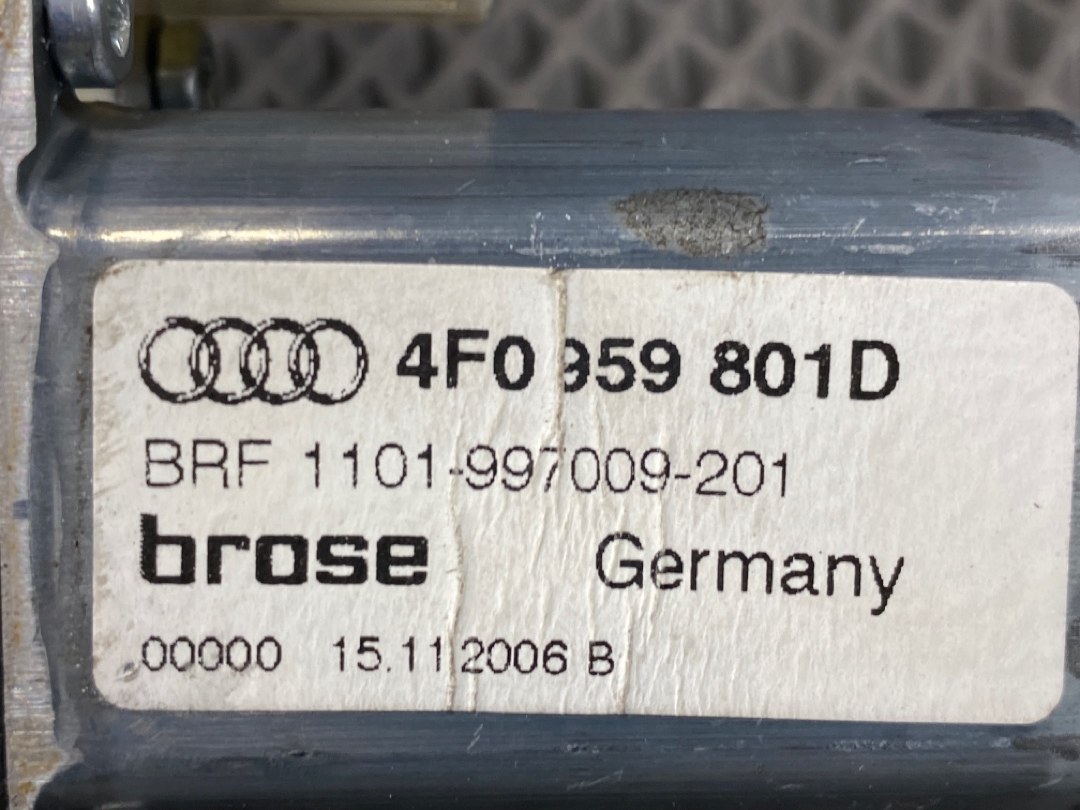 4F0 959 801D
BRF 1101-997009-201
brose Germany
00000 15.11 2006 B